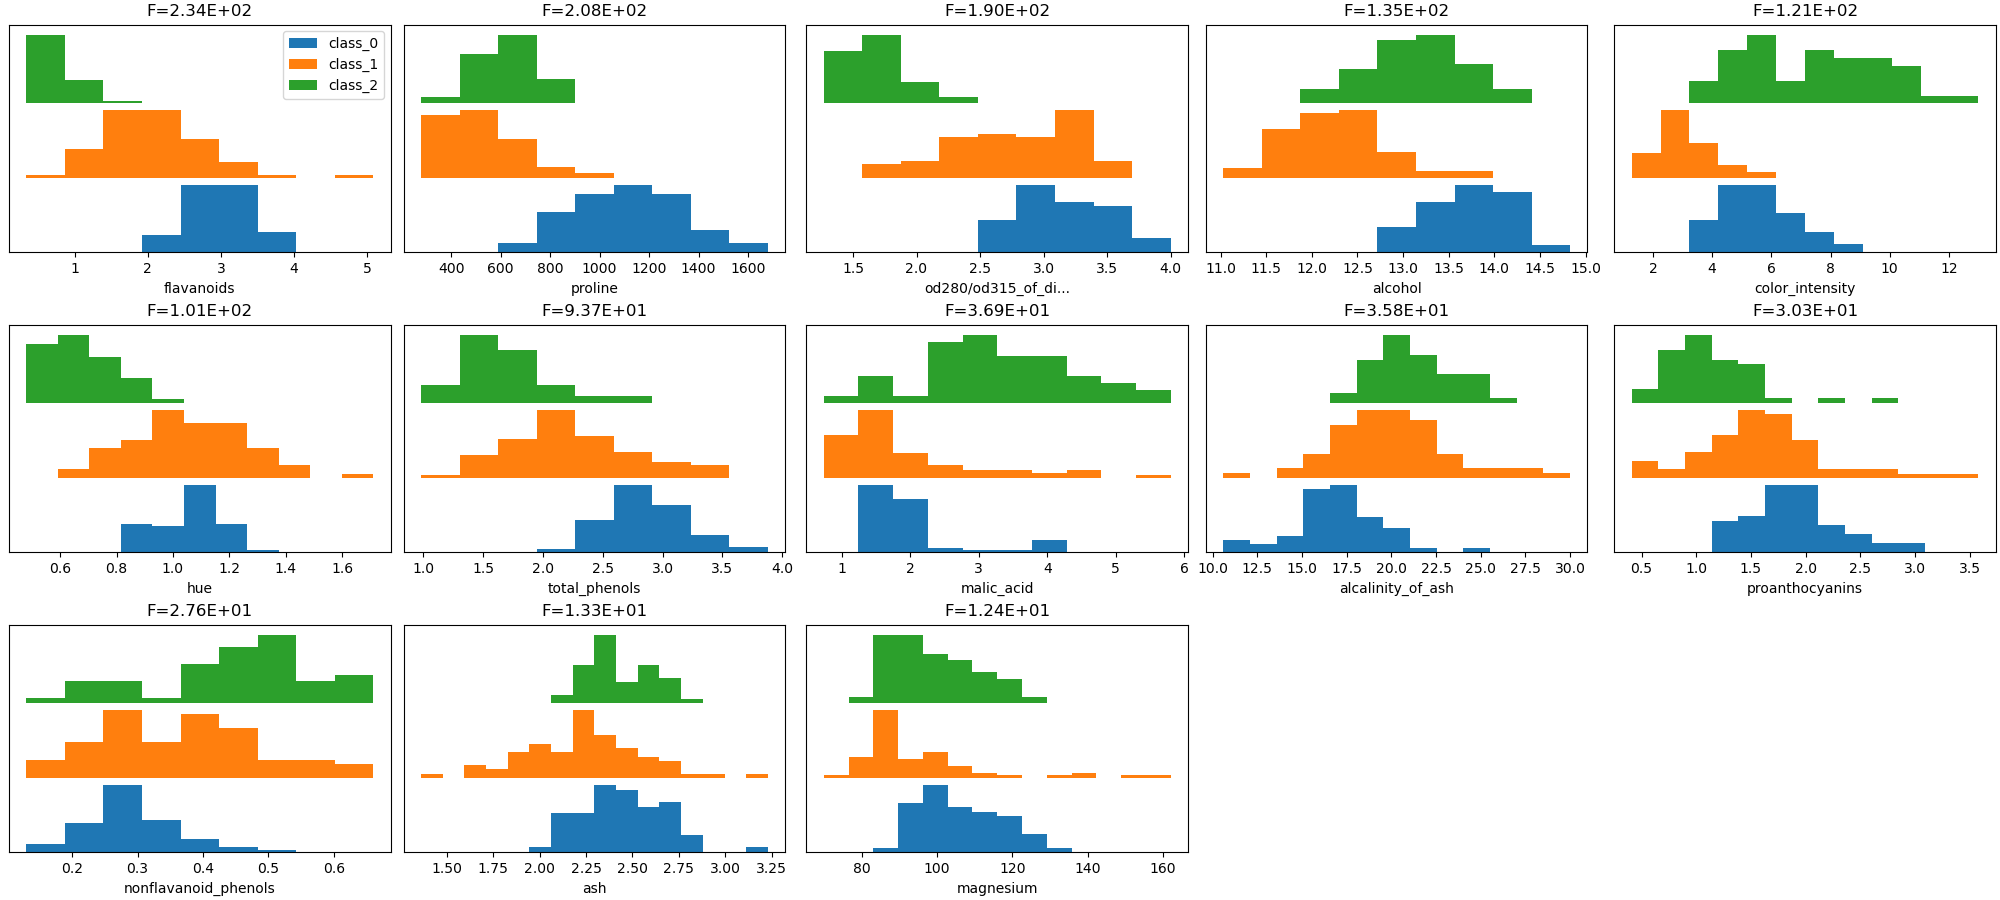 F=2.34E+02 F=2.08E+02 F=1.90E+02 F=1.35E+02 F=1.21E+02
class_0
class_1
class_2
1 2 3 4 5
flavanoids
400 600 800 1000 1200 1400 1600
proline
1.5 2.0 2.5 3.0 3.5 4.0
od280/od315_of_di...
11.0 11.5 12.0 12.5 13.0 13.5 14.0 14.5 15.0
alcohol
2 4 6 8 10 12
color_intensity
F=1.01E+02 F=9.37E+01 F=3.69E+01 F=3.58E+01 F=3.03E+01
0.6 0.8 1.0 1.2 1.4 1.6
hue
1.0 1.5 2.0 2.5 3.0 3.5 4.0
total_phenols
1 2 3 4 5 6
malic_acid
10.0 12.5 15.0 17.5 20.0 22.5 25.0 27.5 30.0
alcalinity_of_ash
0.5 1.0 1.5 2.0 2.5 3.0 3.5
proanthocyanins
F=2.76E+01 F=1.33E+01 F=1.24E+01
0.2 0.3 0.4 0.5 0.6
nonflavanoid_phenols
1.50 1.75 2.00 2.25 2.50 2.75 3.00 3.25
ash
80 100 120 140 160
magnesium